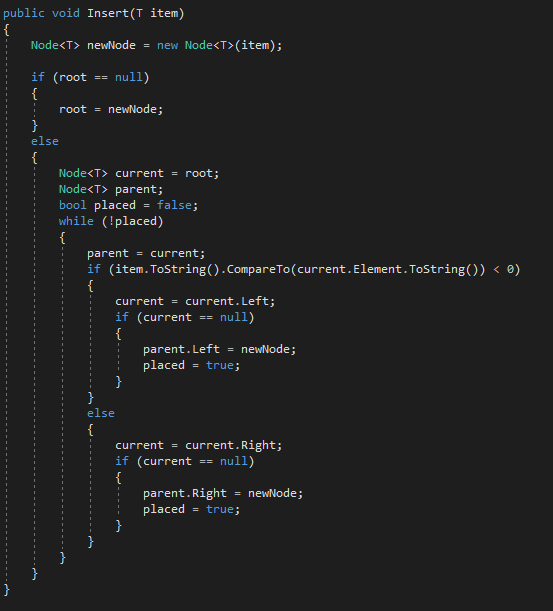 public void Insert(T item)
{
Node<T> newNode = new Node<T>(item);
if (root == null)
{
root = newNode;
}
else
{
Node<T> current = root;
Node<T> parent;
bool placed = false;
while (!placed)
{
parent = current;
if (item.ToString().CompareTo(current.Element.ToString()) < 0)
{
current = current.Left;
if (current == null)
{
parent.Left = newNode;
placed = true;
}
}
else
{
current = current.Right;
if (current == null)
{
parent.Right = newNode;
placed = true;
}
}
}
}
}